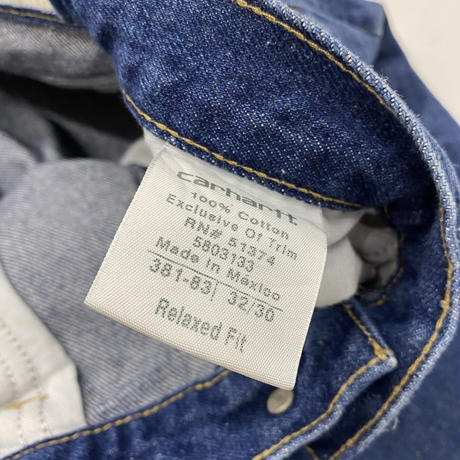 carhartt
100% Cotton
Exclusive Of Trim
RN# 51374
5803133
Made In Mexico
381-83| 32/30
Relaxed Fit